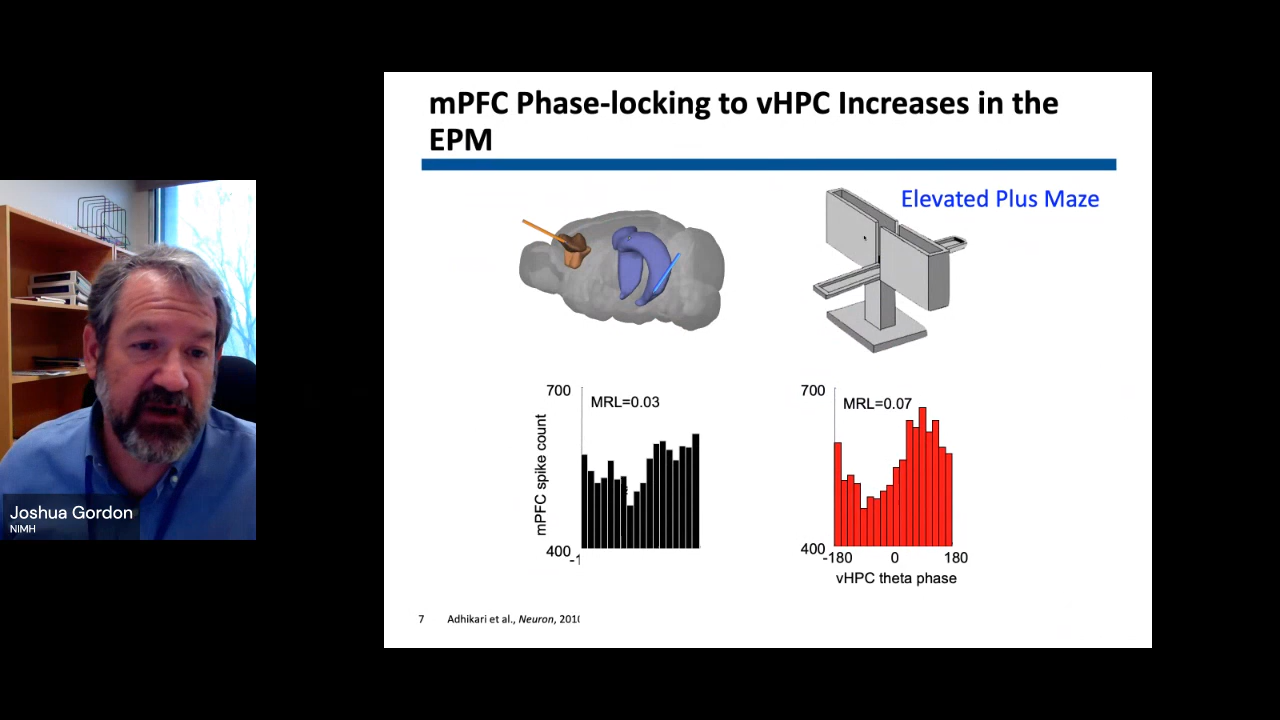 mPFC Phase-locking to vHPC Increases in the
EPM
Elevated Plus Maze
700
MRL=0.03
mPFC spike count
400
-1
700
MRL=0.07
400
-180 0 180
vHPC theta phase
7 Adhikari et al., Neuron, 2010
Joshua Gordon
NIMH